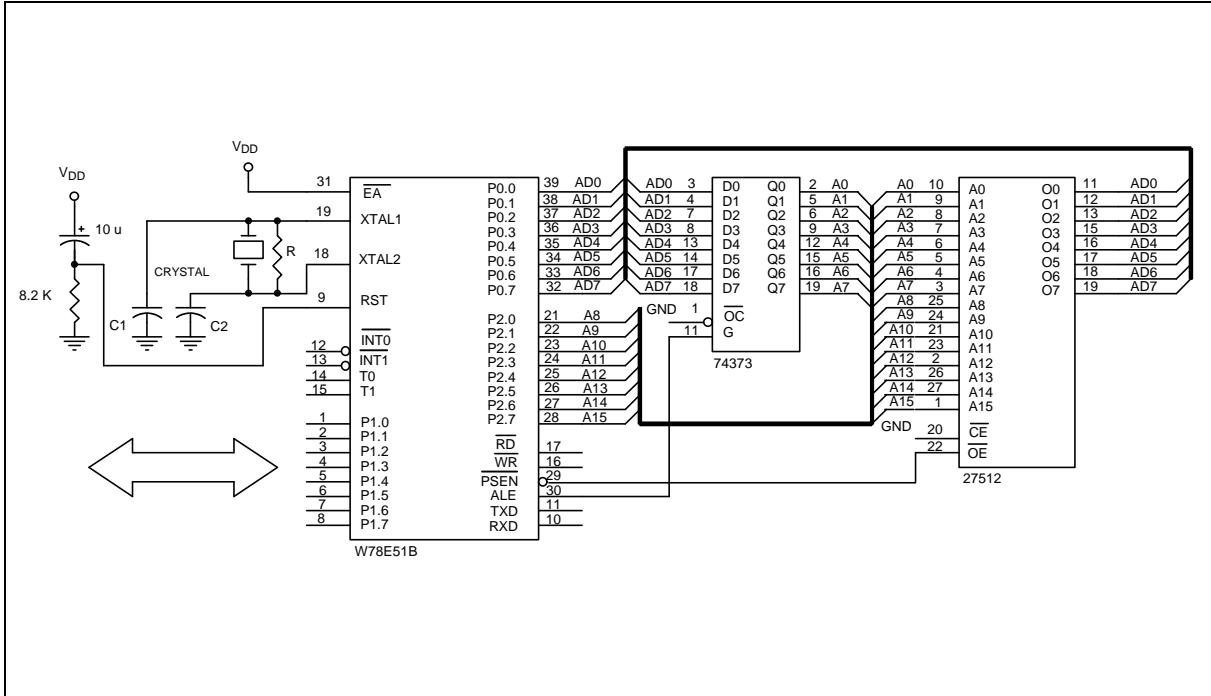 VDD
10 u
8.2 K
VDD
CRYSTAL
R
C1
C2
31 EA
19 XTAL1
18 XTAL2
9 RST
12 INT0
13 INT1
14 T0
15 T1
1 P1.0
2 P1.1
3 P1.2
4 P1.3
5 P1.4
6 P1.5
7 P1.6
8 P1.7
P0.0 39 AD0
P0.1 38 AD1
P0.2 37 AD2
P0.3 36 AD3
P0.4 35 AD4
P0.5 34 AD5
P0.6 33 AD6
P0.7 32 AD7
P2.0 21 A8
P2.1 22 A9
P2.2 23 A10
P2.3 24 A11
P2.4 25 A12
P2.5 26 A13
P2.6 27 A14
P2.7 28 A15
RD 17
WR 16
PSEN 29
ALE 30
TXD 11
RXD 10
W78E51B
AD0 3 D0 Q0 2 A0
AD1 4 D1 Q1 5 A1
AD2 7 D2 Q2 6 A2
AD3 8 D3 Q3 9 A3
AD4 13 D4 Q4 12 A4
AD5 14 D5 Q5 15 A5
AD6 17 D6 Q6 16 A6
AD7 18 D7 Q7 19 A7
GND 1 OC
11 G
74373
A0 10 A0 O0 11 AD0
A1 9 A1 O1 12 AD1
A2 8 A2 O2 13 AD2
A3 7 A3 O3 15 AD3
A4 6 A4 O4 16 AD4
A5 5 A5 O5 17 AD5
A6 4 A6 O6 18 AD6
A7 3 A7 O7 19 AD7
A8 25 A8
A9 24 A9
A10 21 A10
A11 23 A11
A12 2 A12
A13 26 A13
A14 27 A14
A15 1 A15
GND 20 CE
22 OE
27512